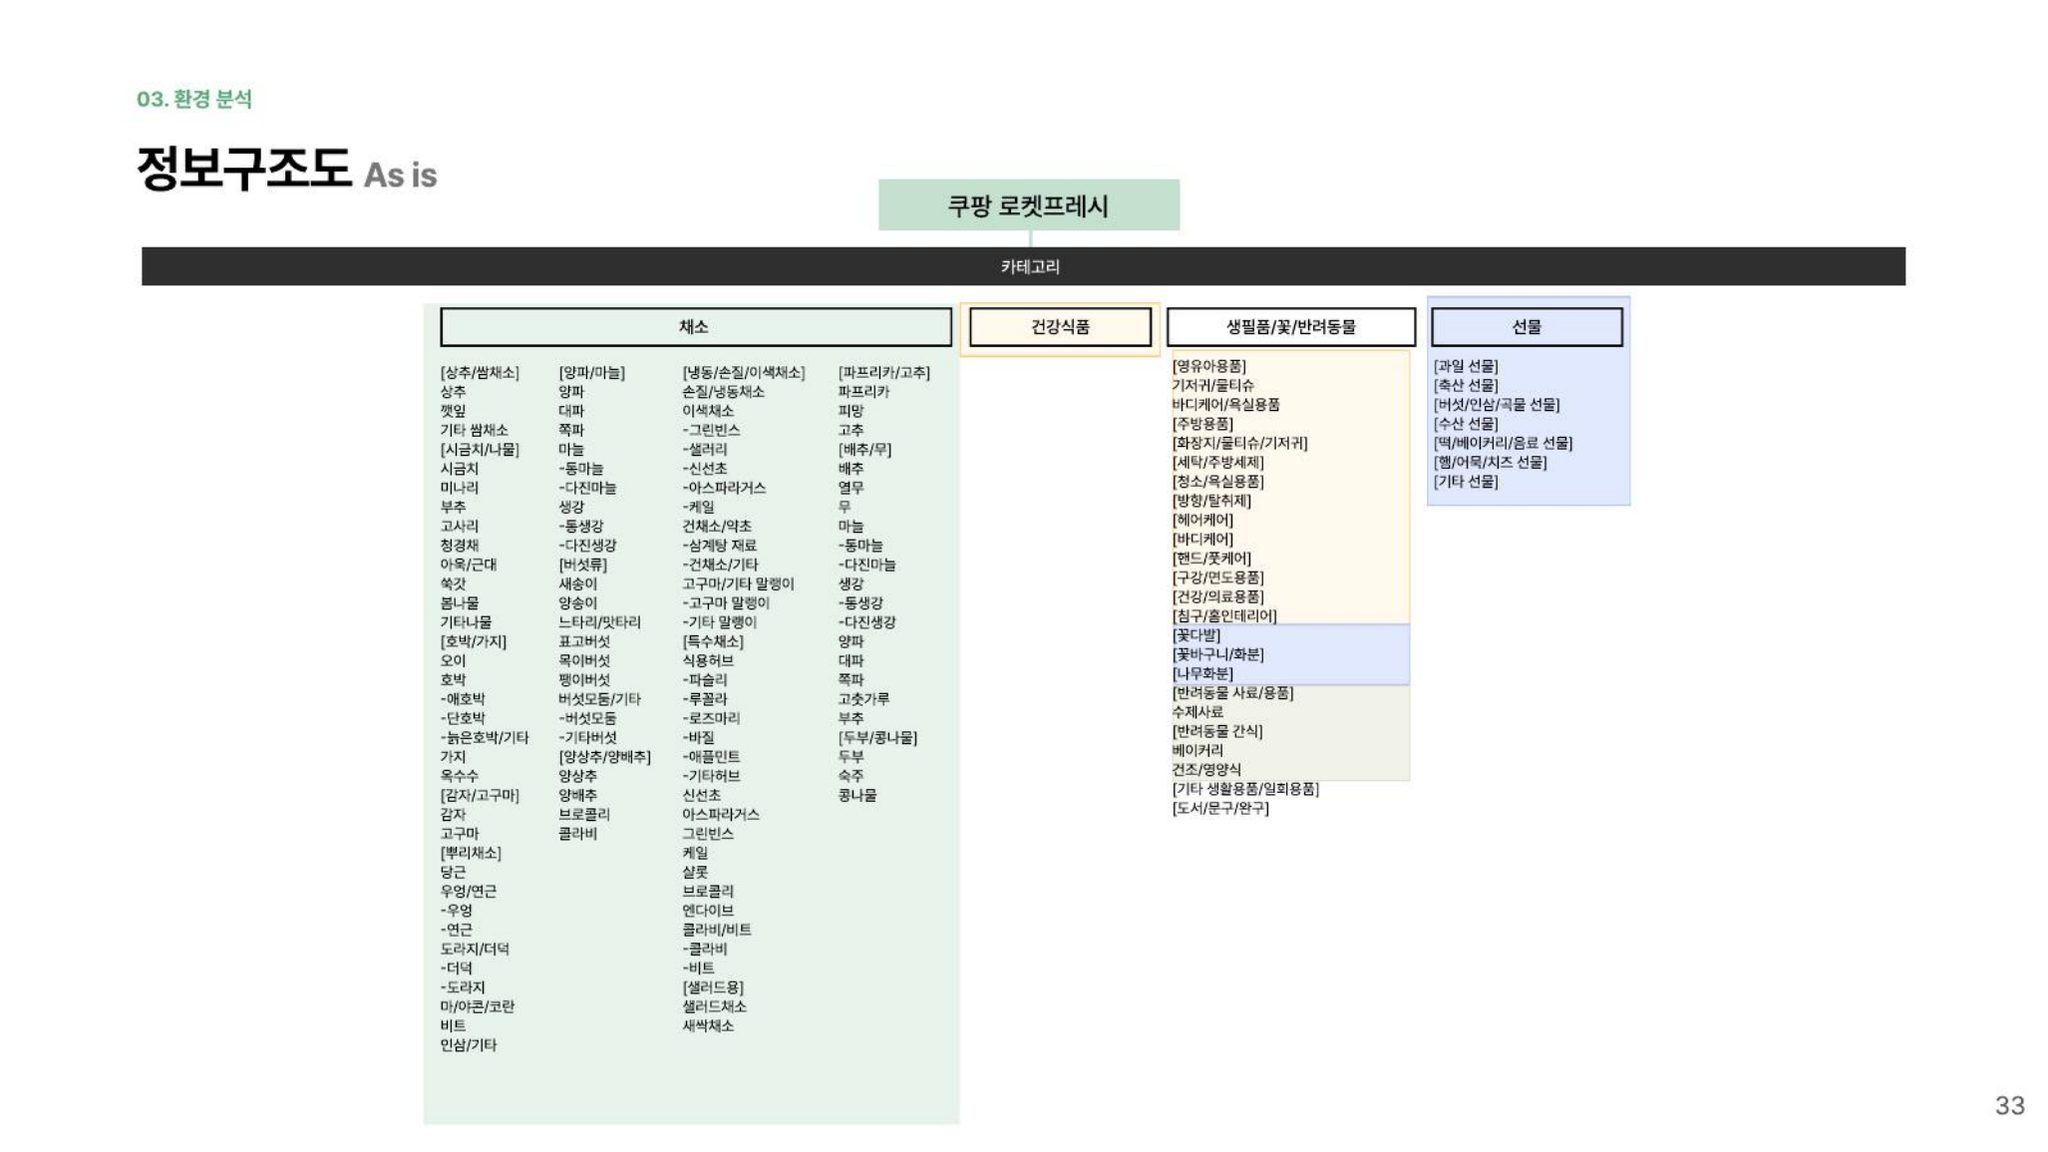 03. 환경 분석
정보구조도 As is
쿠팡 로켓프레시
카테고리
채소
[상추/쌈채소]
상추
깻잎
기타 쌈채소
[시금치/나물]
시금치
미나리
부추
고사리
청경채
아욱/근대
쑥갓
봄나물
기타나물
[호박/가지]
오이
호박
-애호박
-단호박
-늙은호박/기타
가지
옥수수
[감자/고구마]
감자
고구마
[뿌리채소]
당근
우엉/연근
-우엉
-연근
도라지/더덕
-더덕
-도라지
마/야콘/코란
비트
인삼/기타
[양파/마늘]
양파
대파
쪽파
마늘
-통마늘
-다진마늘
생강
-통생강
-다진생강
[버섯류]
새송이
양송이
느타리/맛타리
표고버섯
목이버섯
팽이버섯
버섯모둠/기타
-버섯모둠
-기타버섯
[양상추/양배추]
양상추
양배추
브로콜리
콜라비
[냉동/손질/이색채소]
손질/냉동채소
이색채소
-그린빈스
-샐러리
-신선초
-아스파라거스
-케일
건채소/약초
-삼계탕 재료
-건채소/기타
고구마/기타 말랭이
-고구마 말랭이
-기타 말랭이
[특수채소]
식용허브
-파슬리
-루꼴라
-로즈마리
-바질
-애플민트
-기타허브
신선초
아스파라거스
그린빈스
케일
샬롯
브로콜리
엔다이브
콜라비/비트
-콜라비
-비트
[샐러드용]
샐러드채소
새싹채소
[파프리카/고추]
파프리카
피망
고추
[배추/무]
배추
열무
무
마늘
-통마늘
-다진마늘
생강
-통생강
-다진생강
양파
대파
쪽파
고춧가루
부추
[두부/콩나물]
두부
숙주
콩나물
건강식품
생필품/꽃/반려동물
[영유아용품]
기저귀/물티슈
바디케어/욕실용품
[주방용품]
[화장지/물티슈/기저귀]
[세탁/주방세제]
[청소/욕실용품]
[방향/탈취제]
[헤어케어]
[바디케어]
[핸드/풋케어]
[구강/면도용품]
[건강/의료용품]
[침구/홈인테리어]
[꽃다발]
[꽃바구니/화분]
[나무화분]
[반려동물 사료/용품]
수제사료
[반려동물 간식]
베이커리
건조/영양식
[기타 생활용품/일회용품]
[도서/문구/완구]
선물
[과일 선물]
[축산 선물]
[버섯/인삼/곡물 선물]
[수산 선물]
[떡/베이커리/음료 선물]
[햄/어묵/치즈 선물]
[기타 선물]
33